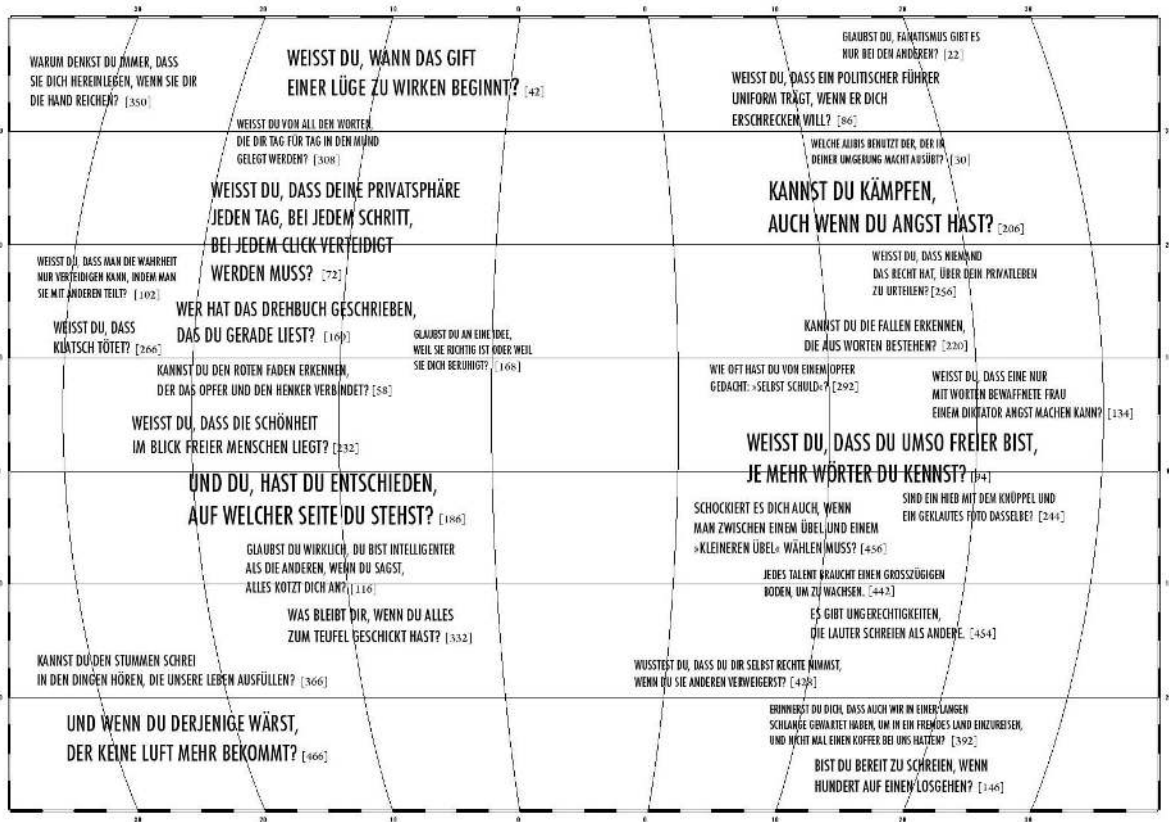 WARUM DENKST DU IMMER, DASS
SIE DICH HEREINLEGEN, WENN SIE DIR
DIE HAND REICHEN? [350]
WEISST DU, WANN DAS GIFT
EINER LÜGE ZU WIRKEN BEGINNT? [42]
WEISST DU VON ALL DEN WORTEN,
DIE DIR TAG FÜR TAG IN DEN MUND
GELEGT WERDEN? [308]
WEISST DU, DASS DEINE PRIVATSPHÄRE
JEDEN TAG, BEI JEDEM SCHRITT,
BEI JEDEM CLICK VERTEIDIGT
WERDEN MUSS? [72]
WEISST DU, DASS MAN DIE WAHRHEIT
NUR VERTEIDIGEN KANN, INDEM MAN
SIE MIT ANDEREN TEILT? [102]
WER HAT DAS DREHBUCH GESCHRIEBEN,
DAS DU GERADE LIEST? [160]
WEISST DU, DASS
KLATSCH TÖTET? [266]
GLAUBST DU AN EINE IDEE,
WEIL SIE RICHTIG IST ODER WEIL
SIE DICH BERUHIGT? [168]
KANNST DU DEN ROTEN FADEN ERKENNEN,
DER DAS OPFER UND DEN HENKER VERBINDET? [58]
WEISST DU, DASS DIE SCHÖNHEIT
IM BLICK FREIER MENSCHEN LIEGT? [232]
UND DU, HAST DU ENTSCHIEDEN,
AUF WELCHER SEITE DU STEHST? [186]
GLAUBST DU WIRKLICH, DU BIST INTELLIGENTER
ALS DIE ANDEREN, WENN DU SAGST,
ALLES KOTZT DICH AN? [116]
WAS BLEIBT DIR, WENN DU ALLES
ZUM TEUFEL GESCHICKT HAST? [332]
KANNST DU DEN STUMMEN SCHREI
IN DEN DINGEN HÖREN, DIE UNSERE LEBEN AUSFÜLLEN? [366]
UND WENN DU DERJENIGE WÄRST,
DER KEINE LUFT MEHR BEKOMMT? [466]
GLAUBST DU, FANATISMUS GIBT ES
NUR BEI DEN ANDEREN? [22]
WEISST DU, DASS EIN POLITISCHER FÜHRER
UNIFORM TRÄGT, WENN ER DICH
ERSCHRECKEN WILL? [86]
WELCHE ALIBIS BENUTZT DER, DER IN
DEINER UMGEBUNG MACHT AUSÜBT? [30]
KANNST DU KÄMPFEN,
AUCH WENN DU ANGST HAST? [206]
WEISST DU, DASS NIEMAND
DAS RECHT HAT, ÜBER DEIN PRIVATLEBEN
ZU URTEILEN? [256]
KANNST DU DIE FALLEN ERKENNEN,
DIE AUS WORTEN BESTEHEN? [220]
WIE OFT HAST DU VON EINEM OPFER
GEDACHT: »SELBST SCHULD«? [292]
WEISST DU, DASS EINE NUR
MIT WORTEN BEWAFFNETE FRAU
EINEM DIKTATOR ANGST MACHEN KANN? [134]
WEISST DU, DASS DU UMSO FREIER BIST,
JE MEHR WÖRTER DU KENNST? [94]
SIND EIN HIEB MIT DEM KNÜPPEL UND
EIN GEKLAUTES FOTO DASSELBE? [244]
SCHOCKIERT ES DICH AUCH, WENN
MAN ZWISCHEN EINEM ÜBEL UND EINEM
»KLEINEREN ÜBEL« WÄHLEN MUSS? [456]
JEDES TALENT BRAUCHT EINEN GROSSZÜGIGEN
BODEN, UM ZU WACHSEN. [442]
ES GIBT UNGERECHTIGKEITEN,
DIE LAUTER SCHREIEN ALS ANDERE. [454]
WUSSTEST DU, DASS DU DIR SELBST RECHTE NIMMST,
WENN DU SIE ANDEREN VERWEIGERST? [428]
ERINNERST DU DICH, DASS AUCH WIR IN EINER LANGEN
SCHLANGE GEWARTET HABEN, UM IN EIN FREMDES LAND EINZUREISEN,
UND NICHT MAL EINEN KOFFER BEI UNS HATTEN? [392]
BIST DU BEREIT ZU SCHREIEN, WENN
HUNDERT AUF EINEN LOSGEHEN? [146]